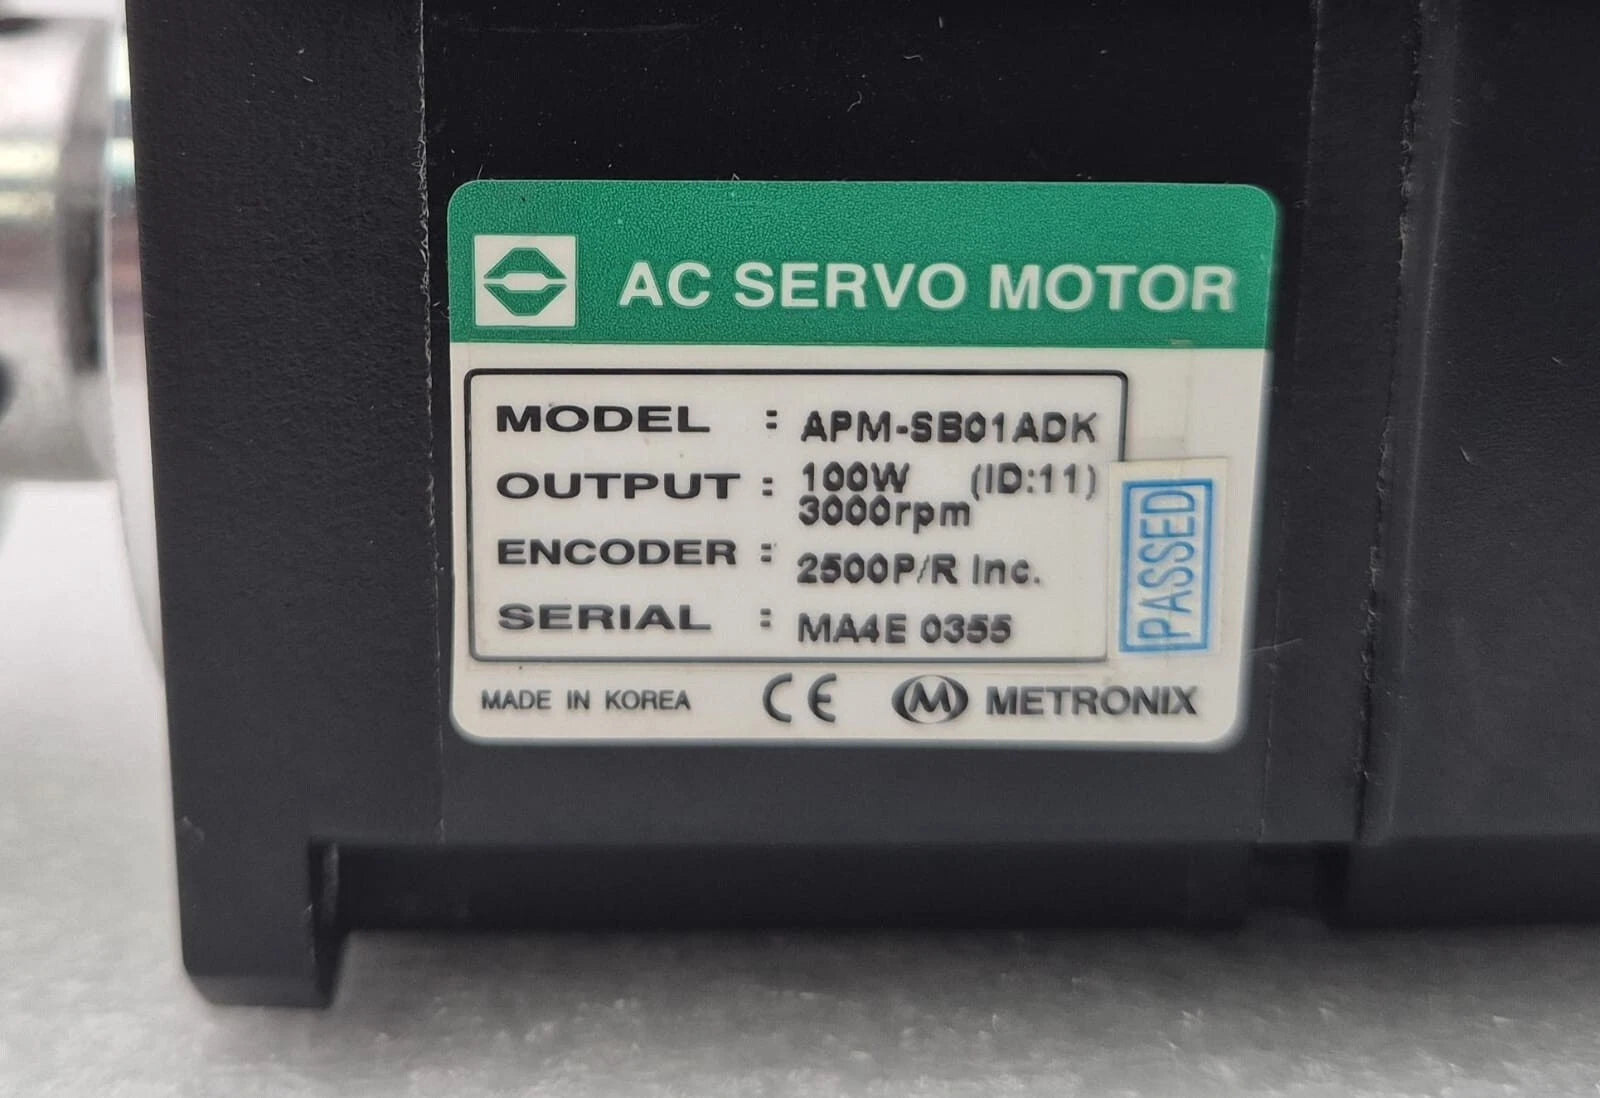 AC SERVO MOTOR
MODEL : APM-SB01ADK
OUTPUT : 100W (ID:11)
3000rpm
ENCODER : 2500P/R Inc.
SERIAL : MA4E 0355
PASSED
MADE IN KOREA CE M METRONIX